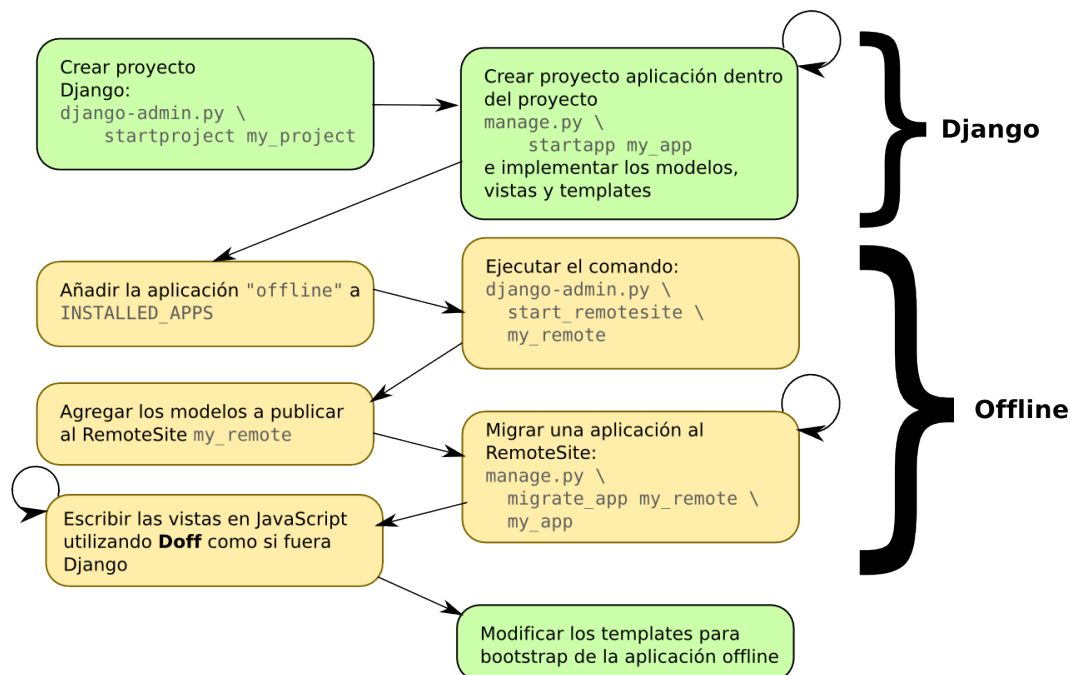 Crear proyecto
Django:
django-admin.py \
startproject my_project
Crear proyecto aplicación dentro
del proyecto
manage.py \
startapp my_app
e implementar los modelos,
vistas y templates
Django
Añadir la aplicación "offline" a
INSTALLED_APPS
Ejecutar el comando:
django-admin.py \
start_remotesite \
my_remote
Offline
Agregar los modelos a publicar
al RemoteSite my_remote
Migrar una aplicación al
RemoteSite:
manage.py \
migrate_app my_remote \
my_app
Escribir las vistas en JavaScript
utilizando Doff como si fuera
Django
Modificar los templates para
bootstrap de la aplicación offline